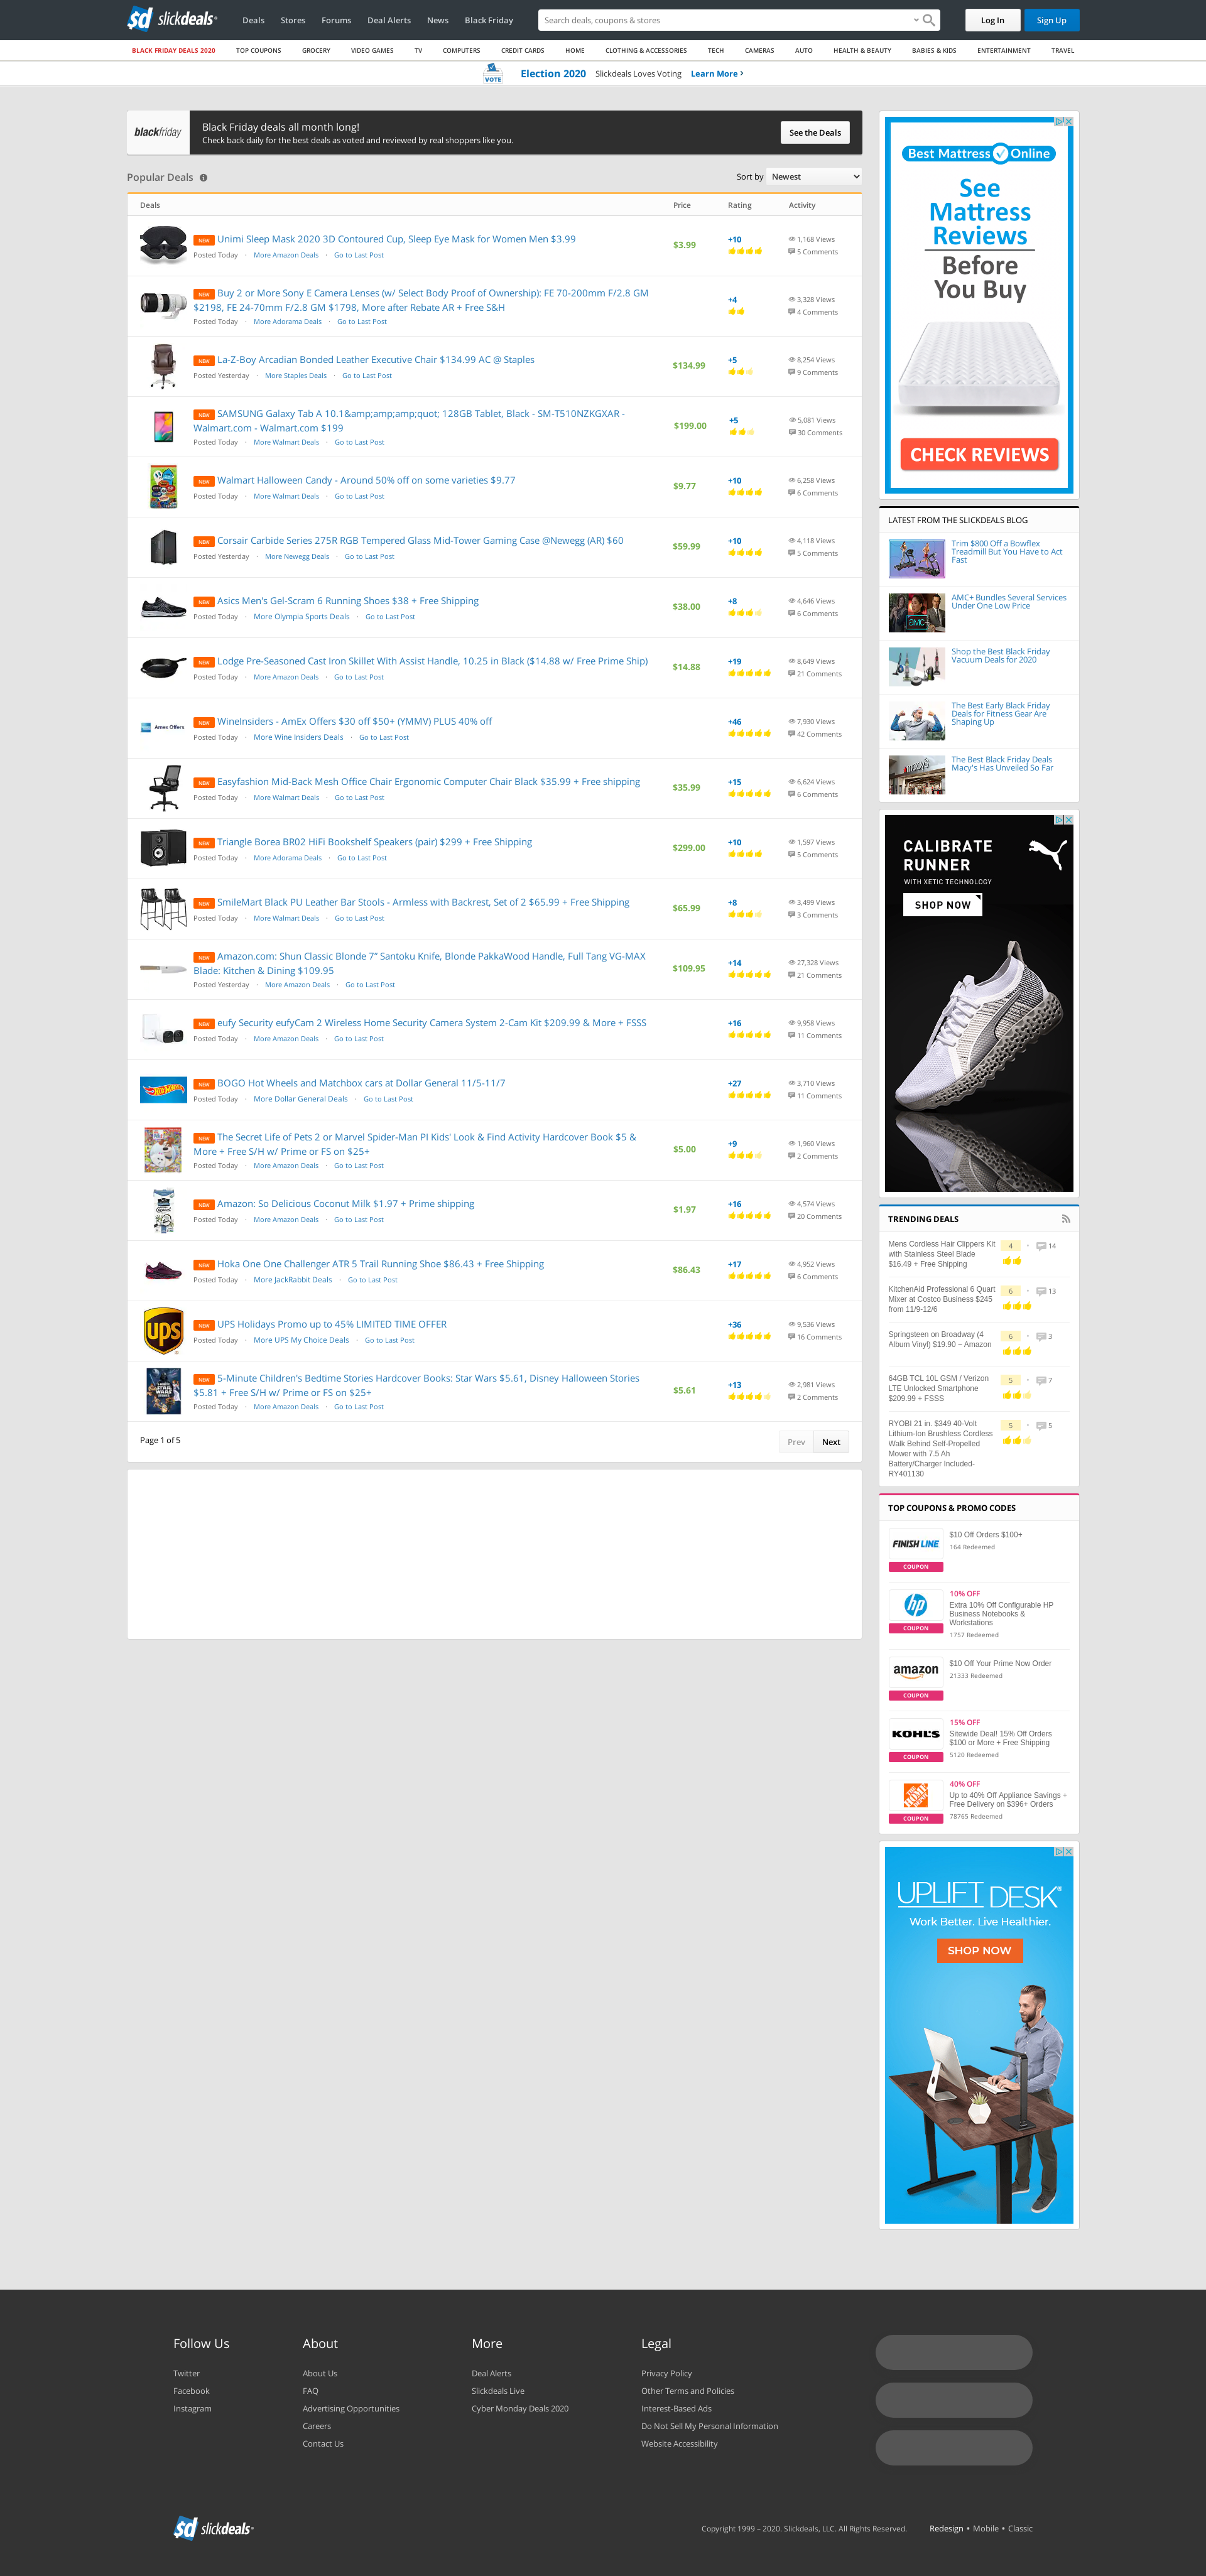 sd slickdeals
Deals Stores Forums Deal Alerts News Black Friday
Search deals, coupons & stores
Log In
Sign Up
BLACK FRIDAY DEALS 2020 TOP COUPONS GROCERY VIDEO GAMES TV COMPUTERS CREDIT CARDS HOME CLOTHING & ACCESSORIES TECH CAMERAS AUTO HEALTH & BEAUTY BABIES & KIDS ENTERTAINMENT TRAVEL
VOTE
Election 2020 Slickdeals Loves Voting Learn More
blackfriday
Black Friday deals all month long!
Check back daily for the best deals as voted and reviewed by real shoppers like you.
See the Deals
Popular Deals
Sort by Newest
Deals Price Rating Activity
NEW Unimi Sleep Mask 2020 3D Contoured Cup, Sleep Eye Mask for Women Men $3.99
Posted Today · More Amazon Deals · Go to Last Post
$3.99
+10
1,168 Views
5 Comments
NEW Buy 2 or More Sony E Camera Lenses (w/ Select Body Proof of Ownership): FE 70-200mm F/2.8 GM
$2198, FE 24-70mm F/2.8 GM $1798, More after Rebate AR + Free S&H
Posted Today · More Adorama Deals · Go to Last Post
+4
3,328 Views
4 Comments
NEW La-Z-Boy Arcadian Bonded Leather Executive Chair $134.99 AC @ Staples
Posted Yesterday · More Staples Deals · Go to Last Post
$134.99
+5
8,254 Views
9 Comments
NEW SAMSUNG Galaxy Tab A 10.1&amp;amp;amp;quot; 128GB Tablet, Black - SM-T510NZKGXAR -
Walmart.com - Walmart.com $199
Posted Today · More Walmart Deals · Go to Last Post
$199.00
+5
5,081 Views
30 Comments
NEW Walmart Halloween Candy - Around 50% off on some varieties $9.77
Posted Today · More Walmart Deals · Go to Last Post
$9.77
+10
6,258 Views
6 Comments
NEW Corsair Carbide Series 275R RGB Tempered Glass Mid-Tower Gaming Case @Newegg (AR) $60
Posted Yesterday · More Newegg Deals · Go to Last Post
$59.99
+10
4,118 Views
5 Comments
NEW Asics Men's Gel-Scram 6 Running Shoes $38 + Free Shipping
Posted Today · More Olympia Sports Deals · Go to Last Post
$38.00
+8
4,646 Views
6 Comments
NEW Lodge Pre-Seasoned Cast Iron Skillet With Assist Handle, 10.25 in Black ($14.88 w/ Free Prime Ship)
Posted Today · More Amazon Deals · Go to Last Post
$14.88
+19
8,649 Views
21 Comments
Amex Offers
NEW WineInsiders - AmEx Offers $30 off $50+ (YMMV) PLUS 40% off
Posted Today · More Wine Insiders Deals · Go to Last Post
+46
7,930 Views
42 Comments
NEW Easyfashion Mid-Back Mesh Office Chair Ergonomic Computer Chair Black $35.99 + Free shipping
Posted Today · More Walmart Deals · Go to Last Post
$35.99
+15
6,624 Views
6 Comments
NEW Triangle Borea BR02 HiFi Bookshelf Speakers (pair) $299 + Free Shipping
Posted Today · More Adorama Deals · Go to Last Post
$299.00
+10
1,597 Views
5 Comments
NEW SmileMart Black PU Leather Bar Stools - Armless with Backrest, Set of 2 $65.99 + Free Shipping
Posted Today · More Walmart Deals · Go to Last Post
$65.99
+8
3,499 Views
3 Comments
NEW Amazon.com: Shun Classic Blonde 7” Santoku Knife, Blonde PakkaWood Handle, Full Tang VG-MAX
Blade: Kitchen & Dining $109.95
Posted Yesterday · More Amazon Deals · Go to Last Post
$109.95
+14
27,328 Views
21 Comments
NEW eufy Security eufyCam 2 Wireless Home Security Camera System 2-Cam Kit $209.99 & More + FSSS
Posted Today · More Amazon Deals · Go to Last Post
+16
9,958 Views
11 Comments
Hot Wheels
NEW BOGO Hot Wheels and Matchbox cars at Dollar General 11/5-11/7
Posted Today · More Dollar General Deals · Go to Last Post
+27
3,710 Views
11 Comments
NEW The Secret Life of Pets 2 or Marvel Spider-Man PI Kids' Look & Find Activity Hardcover Book $5 &
More + Free S/H w/ Prime or FS on $25+
Posted Today · More Amazon Deals · Go to Last Post
$5.00
+9
1,960 Views
2 Comments
NEW Amazon: So Delicious Coconut Milk $1.97 + Prime shipping
Posted Today · More Amazon Deals · Go to Last Post
$1.97
+16
4,574 Views
20 Comments
NEW Hoka One One Challenger ATR 5 Trail Running Shoe $86.43 + Free Shipping
Posted Today · More JackRabbit Deals · Go to Last Post
$86.43
+17
4,952 Views
6 Comments
ups
NEW UPS Holidays Promo up to 45% LIMITED TIME OFFER
Posted Today · More UPS My Choice Deals · Go to Last Post
+36
9,536 Views
16 Comments
NEW 5-Minute Children's Bedtime Stories Hardcover Books: Star Wars $5.61, Disney Halloween Stories
$5.81 + Free S/H w/ Prime or FS on $25+
Posted Today · More Amazon Deals · Go to Last Post
$5.61
+13
2,981 Views
2 Comments
Page 1 of 5
Prev Next
Best Mattress Online
See
Mattress
Reviews
Before
You Buy
CHECK REVIEWS
LATEST FROM THE SLICKDEALS BLOG
Trim $800 Off a Bowflex
Treadmill But You Have to Act
Fast
amc+
AMC+ Bundles Several Services
Under One Low Price
Shop the Best Black Friday
Vacuum Deals for 2020
The Best Early Black Friday
Deals for Fitness Gear Are
Shaping Up
The Best Black Friday Deals
Macy's Has Unveiled So Far
CALIBRATE
RUNNER
WITH XETIC TECHNOLOGY
SHOP NOW
TRENDING DEALS
Mens Cordless Hair Clippers Kit
with Stainless Steel Blade
$16.49 + Free Shipping
4 • 14
KitchenAid Professional 6 Quart
Mixer at Costco Business $245
from 11/9-12/6
6 • 13
Springsteen on Broadway (4
Album Vinyl) $19.90 ~ Amazon
6 • 3
64GB TCL 10L GSM / Verizon
LTE Unlocked Smartphone
$209.99 + FSSS
5 • 7
RYOBI 21 in. $349 40-Volt
Lithium-Ion Brushless Cordless
Walk Behind Self-Propelled
Mower with 7.5 Ah
Battery/Charger Included-
RY401130
5 • 5
TOP COUPONS & PROMO CODES
FINISH LINE
COUPON
$10 Off Orders $100+
164 Redeemed
hp
COUPON
10% OFF
Extra 10% Off Configurable HP
Business Notebooks &
Workstations
1757 Redeemed
amazon
COUPON
$10 Off Your Prime Now Order
21333 Redeemed
KOHL'S
COUPON
15% OFF
Sitewide Deal! 15% Off Orders
$100 or More + Free Shipping
5120 Redeemed
COUPON
40% OFF
Up to 40% Off Appliance Savings +
Free Delivery on $396+ Orders
78765 Redeemed
UPLIFT DESK®
Work Better. Live Healthier.
SHOP NOW
Follow Us
Twitter
Facebook
Instagram
About
About Us
FAQ
Advertising Opportunities
Careers
Contact Us
More
Deal Alerts
Slickdeals Live
Cyber Monday Deals 2020
Legal
Privacy Policy
Other Terms and Policies
Interest-Based Ads
Do Not Sell My Personal Information
Website Accessibility
sd slickdeals
Copyright 1999 – 2020. Slickdeals, LLC. All Rights Reserved. Redesign • Mobile • Classic